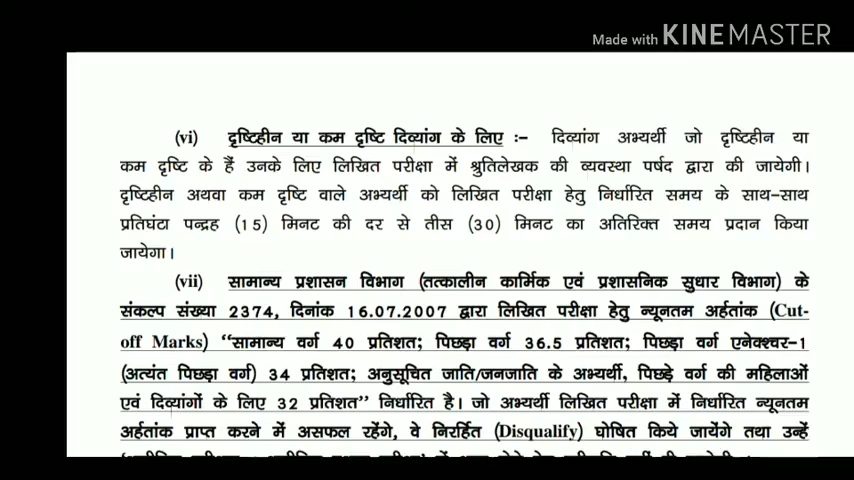 Made with KINEMASTER
(vi) दृष्टिहीन या कम दृष्टि दिव्यांग के लिए :- दिव्यांग अभ्यर्थी जो दृष्टिहीन या
कम दृष्टि के हैं उनके लिए लिखित परीक्षा में श्रुतिलेखक की व्यवस्था पर्षद द्वारा की जायेगी।
दृष्टिहीन अथवा कम दृष्टि वाले अभ्यर्थी को लिखित परीक्षा हेतु निर्धारित समय के साथ-साथ
प्रतिघंटा पन्द्रह (15) मिनट की दर से तीस (30) मिनट का अतिरिक्त समय प्रदान किया
जायेगा।
(vii) सामान्य प्रशासन विभाग (तत्कालीन कार्मिक एवं प्रशासनिक सुधार विभाग) के
संकल्प संख्या 2374, दिनांक 16.07.2007 द्वारा लिखित परीक्षा हेतु न्यूनतम अर्हतांक (Cut-
off Marks) “सामान्य वर्ग 40 प्रतिशत; पिछड़ा वर्ग 36.5 प्रतिशत; पिछड़ा वर्ग एनेक्श्चर-1
(अत्यंत पिछड़ा वर्ग) 34 प्रतिशत; अनुसूचित जाति/जनजाति के अभ्यर्थी, पिछड़े वर्ग की महिलाओं
एवं दिव्यांगों के लिए 32 प्रतिशत” निर्धारित है। जो अभ्यर्थी लिखित परीक्षा में निर्धारित न्यूनतम
अर्हतांक प्राप्त करने में असफल रहेंगे, वे निरर्हित (Disqualify) घोषित किये जायेंगे तथा उन्हें